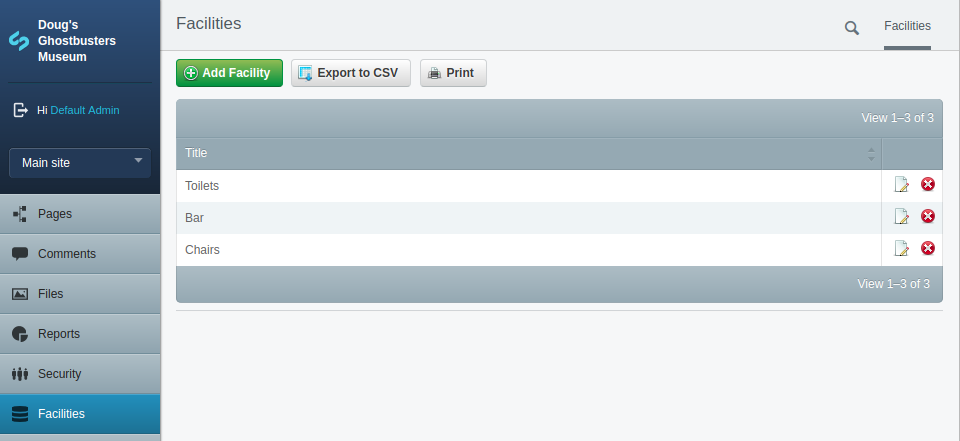 Doug's
Ghostbusters
Museum
Hi Default Admin
Main site
Pages
Comments
Files
Reports
Security
Facilities
Facilities
Facilities
Add Facility
Export to CSV
Print
View 1–3 of 3
Title
Toilets
Bar
Chairs
View 1–3 of 3